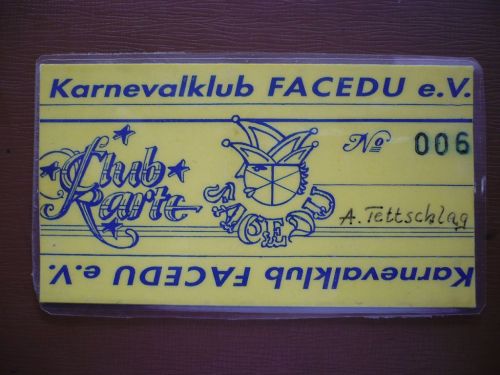 Karnevalklub FACEDU e.V.
Club Karte
FACEDU
No 006
A. Tettschlag
Karnevalklub FACEDU e.V.